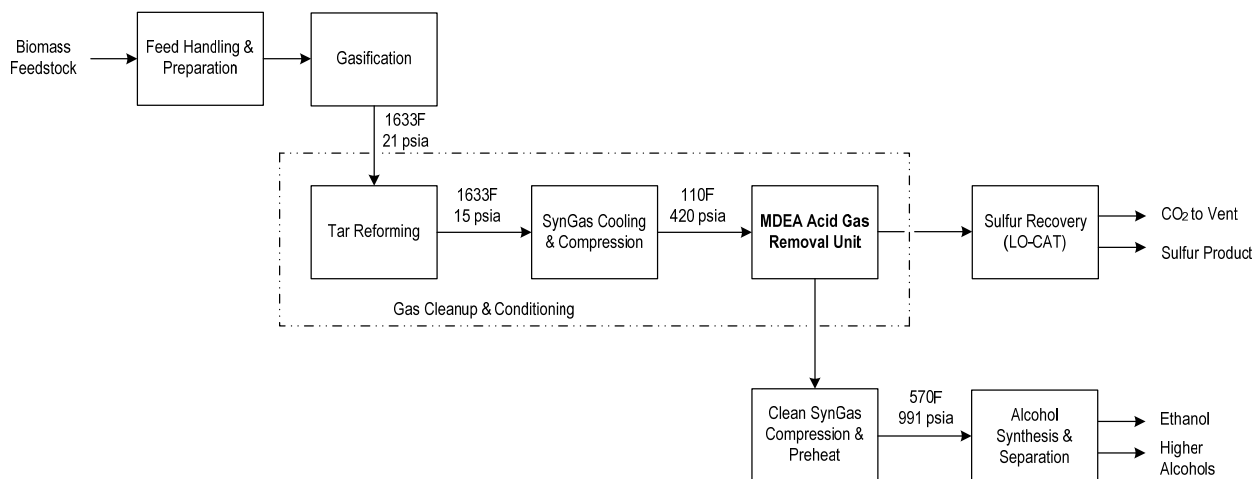 Biomass
Feedstock
Feed Handling &
Preparation
Gasification
1633F
21 psia
Tar Reforming
1633F
15 psia
SynGas Cooling
& Compression
110F
420 psia
MDEA Acid Gas
Removal Unit
Sulfur Recovery
(LO-CAT)
CO2 to Vent
Sulfur Product
Gas Cleanup & Conditioning
Clean SynGas
Compression &
Preheat
570F
991 psia
Alcohol
Synthesis &
Separation
Ethanol
Higher
Alcohols